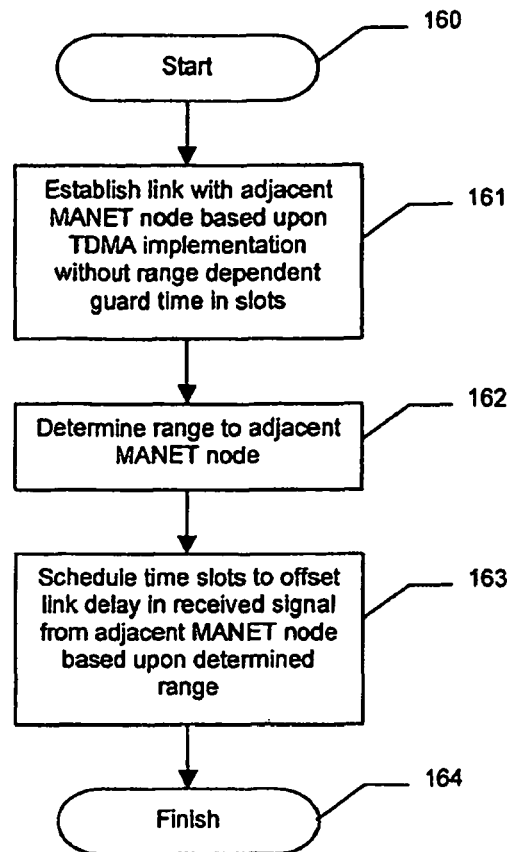 160
Start
Establish link with adjacent
MANET node based upon
TDMA implementation
without range dependent
guard time in slots
161
162
Determine range to adjacent
MANET node
Schedule time slots to offset
link delay in received signal
from adjacent MANET node
based upon determined
range
163
164
Finish